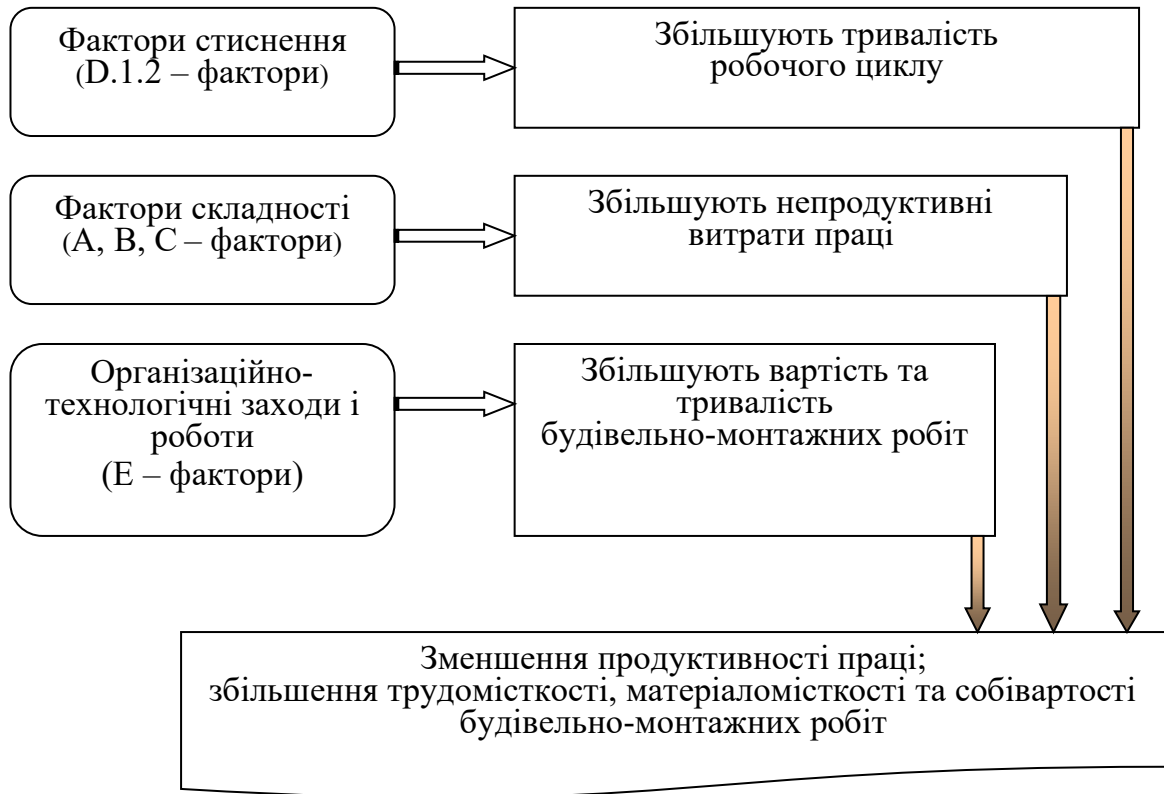 Фактори стиснення
(D.1.2 – фактори)
Збільшують тривалість
робочого циклу
Фактори складності
(A, B, C – фактори)
Збільшують непродуктивні
витрати праці
Організаційно-
технологічні заходи і
роботи
(E – фактори)
Збільшують вартість та
тривалість
будівельно-монтажних робіт
Зменшення продуктивності праці;
збільшення трудомісткості, матеріаломісткості та собівартості
будівельно-монтажних робіт